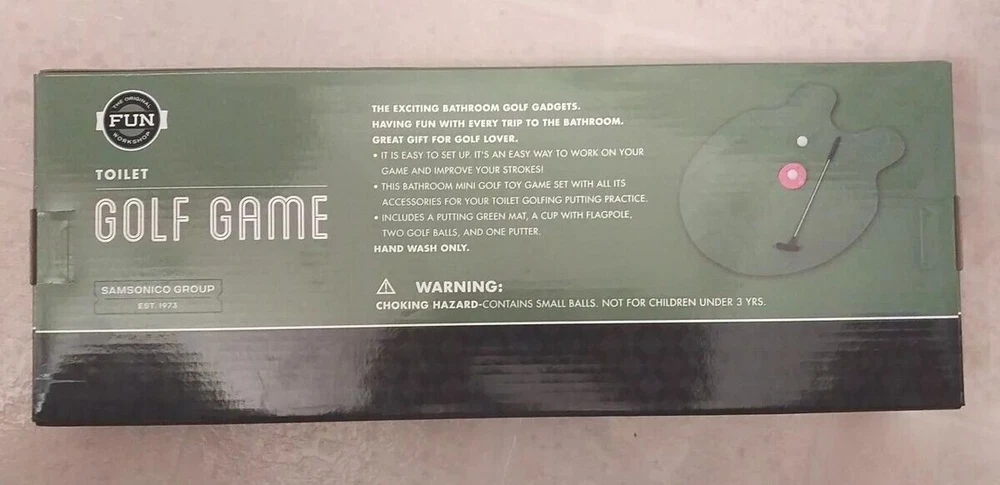 THE ORIGINAL
FUN
WORKSHOP
TOILET
GOLF GAME
SAMSONICO GROUP
EST. 1973
THE EXCITING BATHROOM GOLF GADGETS.
HAVING FUN WITH EVERY TRIP TO THE BATHROOM.
GREAT GIFT FOR GOLF LOVER.
• IT IS EASY TO SET UP. IT'S AN EASY WAY TO WORK ON YOUR
GAME AND IMPROVE YOUR STROKES!
• THIS BATHROOM MINI GOLF TOY GAME SET WITH ALL ITS
ACCESSORIES FOR YOUR TOILET GOLFING PUTTING PRACTICE.
• INCLUDES A PUTTING GREEN MAT, A CUP WITH FLAGPOLE,
TWO GOLF BALLS, AND ONE PUTTER.
HAND WASH ONLY.
⚠ WARNING:
CHOKING HAZARD-CONTAINS SMALL BALLS. NOT FOR CHILDREN UNDER 3 YRS.